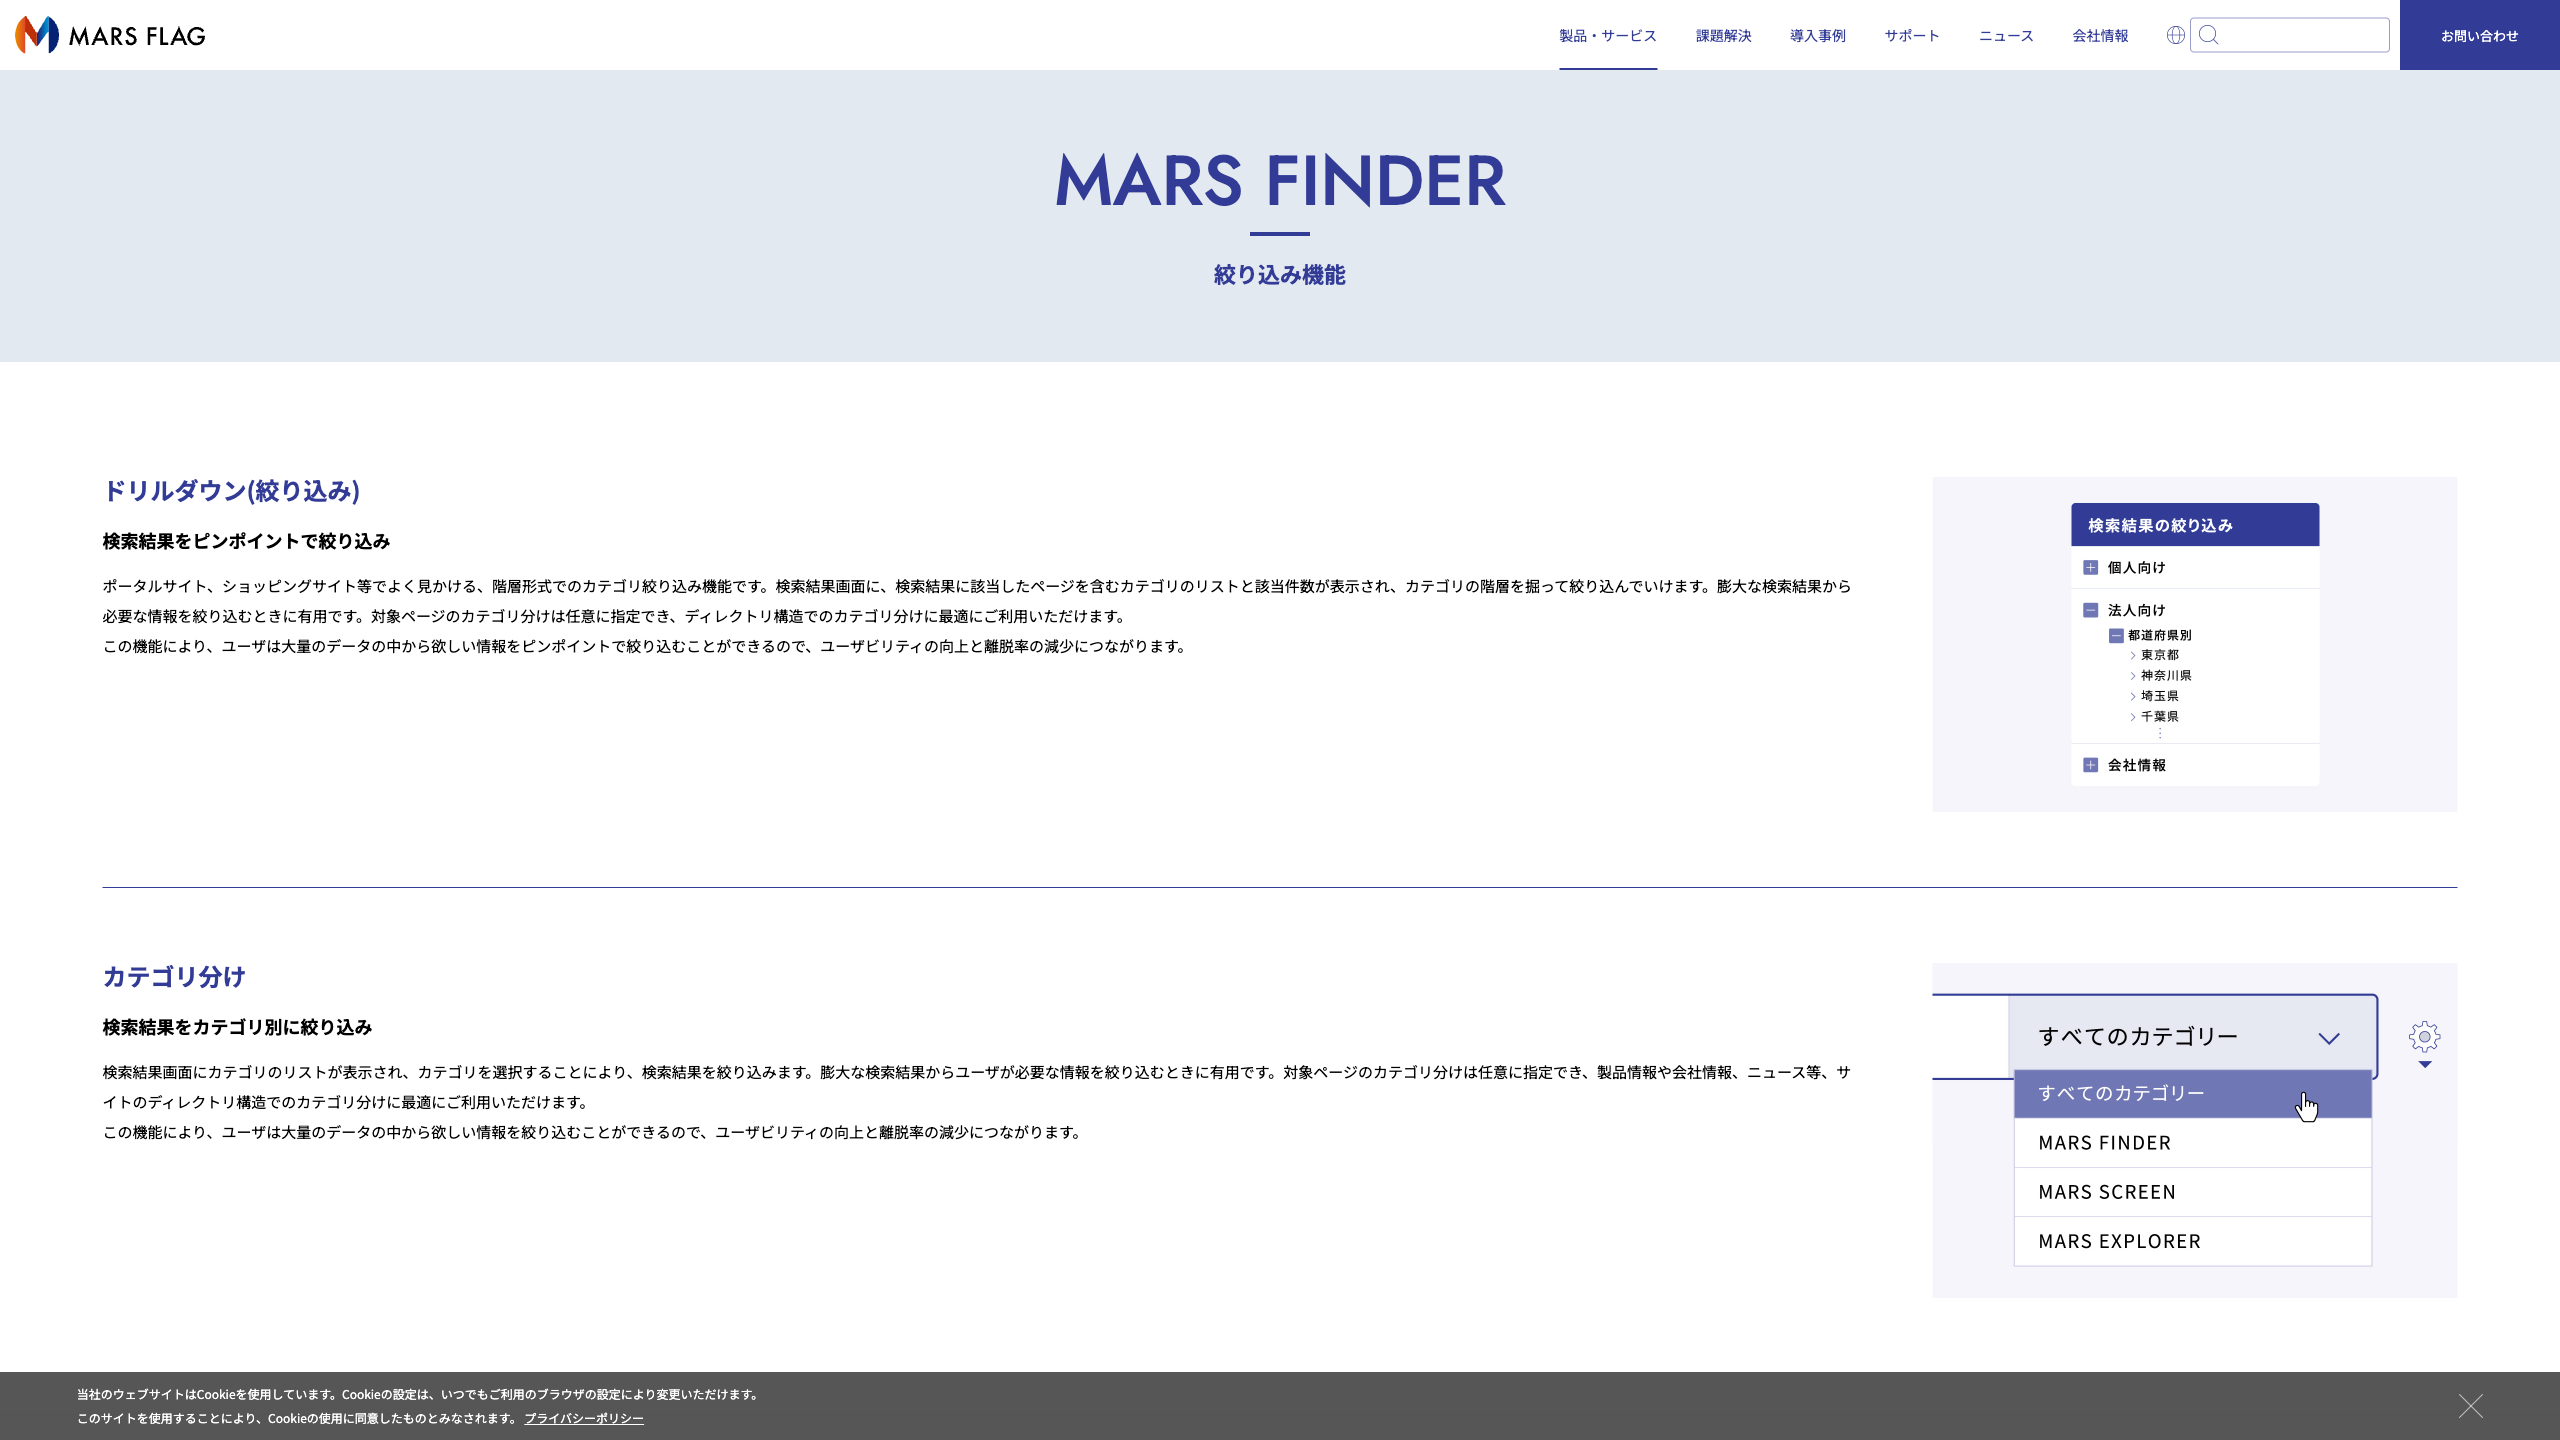 MARS FLAG
製品・サービス
課題解決
導入事例
サポート
ニュース
会社情報
お問い合わせ
MARS FINDER
絞り込み機能
ドリルダウン(絞り込み)
検索結果をピンポイントで絞り込み
ポータルサイト、ショッピングサイト等でよく見かける、階層形式でのカテゴリ絞り込み機能です。検索結果画面に、検索結果に該当したページを含むカテゴリのリストと該当件数が表示され、カテゴリの階層を掘って絞り込んでいけます。膨大な検索結果から
必要な情報を絞り込むときに有用です。対象ページのカテゴリ分けは任意に指定でき、ディレクトリ構造でのカテゴリ分けに最適にご利用いただけます。
この機能により、ユーザは大量のデータの中から欲しい情報をピンポイントで絞り込むことができるので、ユーザビリティの向上と離脱率の減少につながります。
検索結果の絞り込み
個人向け
法人向け
都道府県別
東京都
神奈川県
埼玉県
千葉県
会社情報
カテゴリ分け
検索結果をカテゴリ別に絞り込み
検索結果画面にカテゴリのリストが表示され、カテゴリを選択することにより、検索結果を絞り込みます。膨大な検索結果からユーザが必要な情報を絞り込むときに有用です。対象ページのカテゴリ分けは任意に指定でき、製品情報や会社情報、ニュース等、サ
イトのディレクトリ構造でのカテゴリ分けに最適にご利用いただけます。
この機能により、ユーザは大量のデータの中から欲しい情報を絞り込むことができるので、ユーザビリティの向上と離脱率の減少につながります。
すべてのカテゴリー
すべてのカテゴリー
MARS FINDER
MARS SCREEN
MARS EXPLORER
当社のウェブサイトはCookieを使用しています。Cookieの設定は、いつでもご利用のブラウザの設定により変更いただけます。
このサイトを使用することにより、Cookieの使用に同意したものとみなされます。 プライバシーポリシー